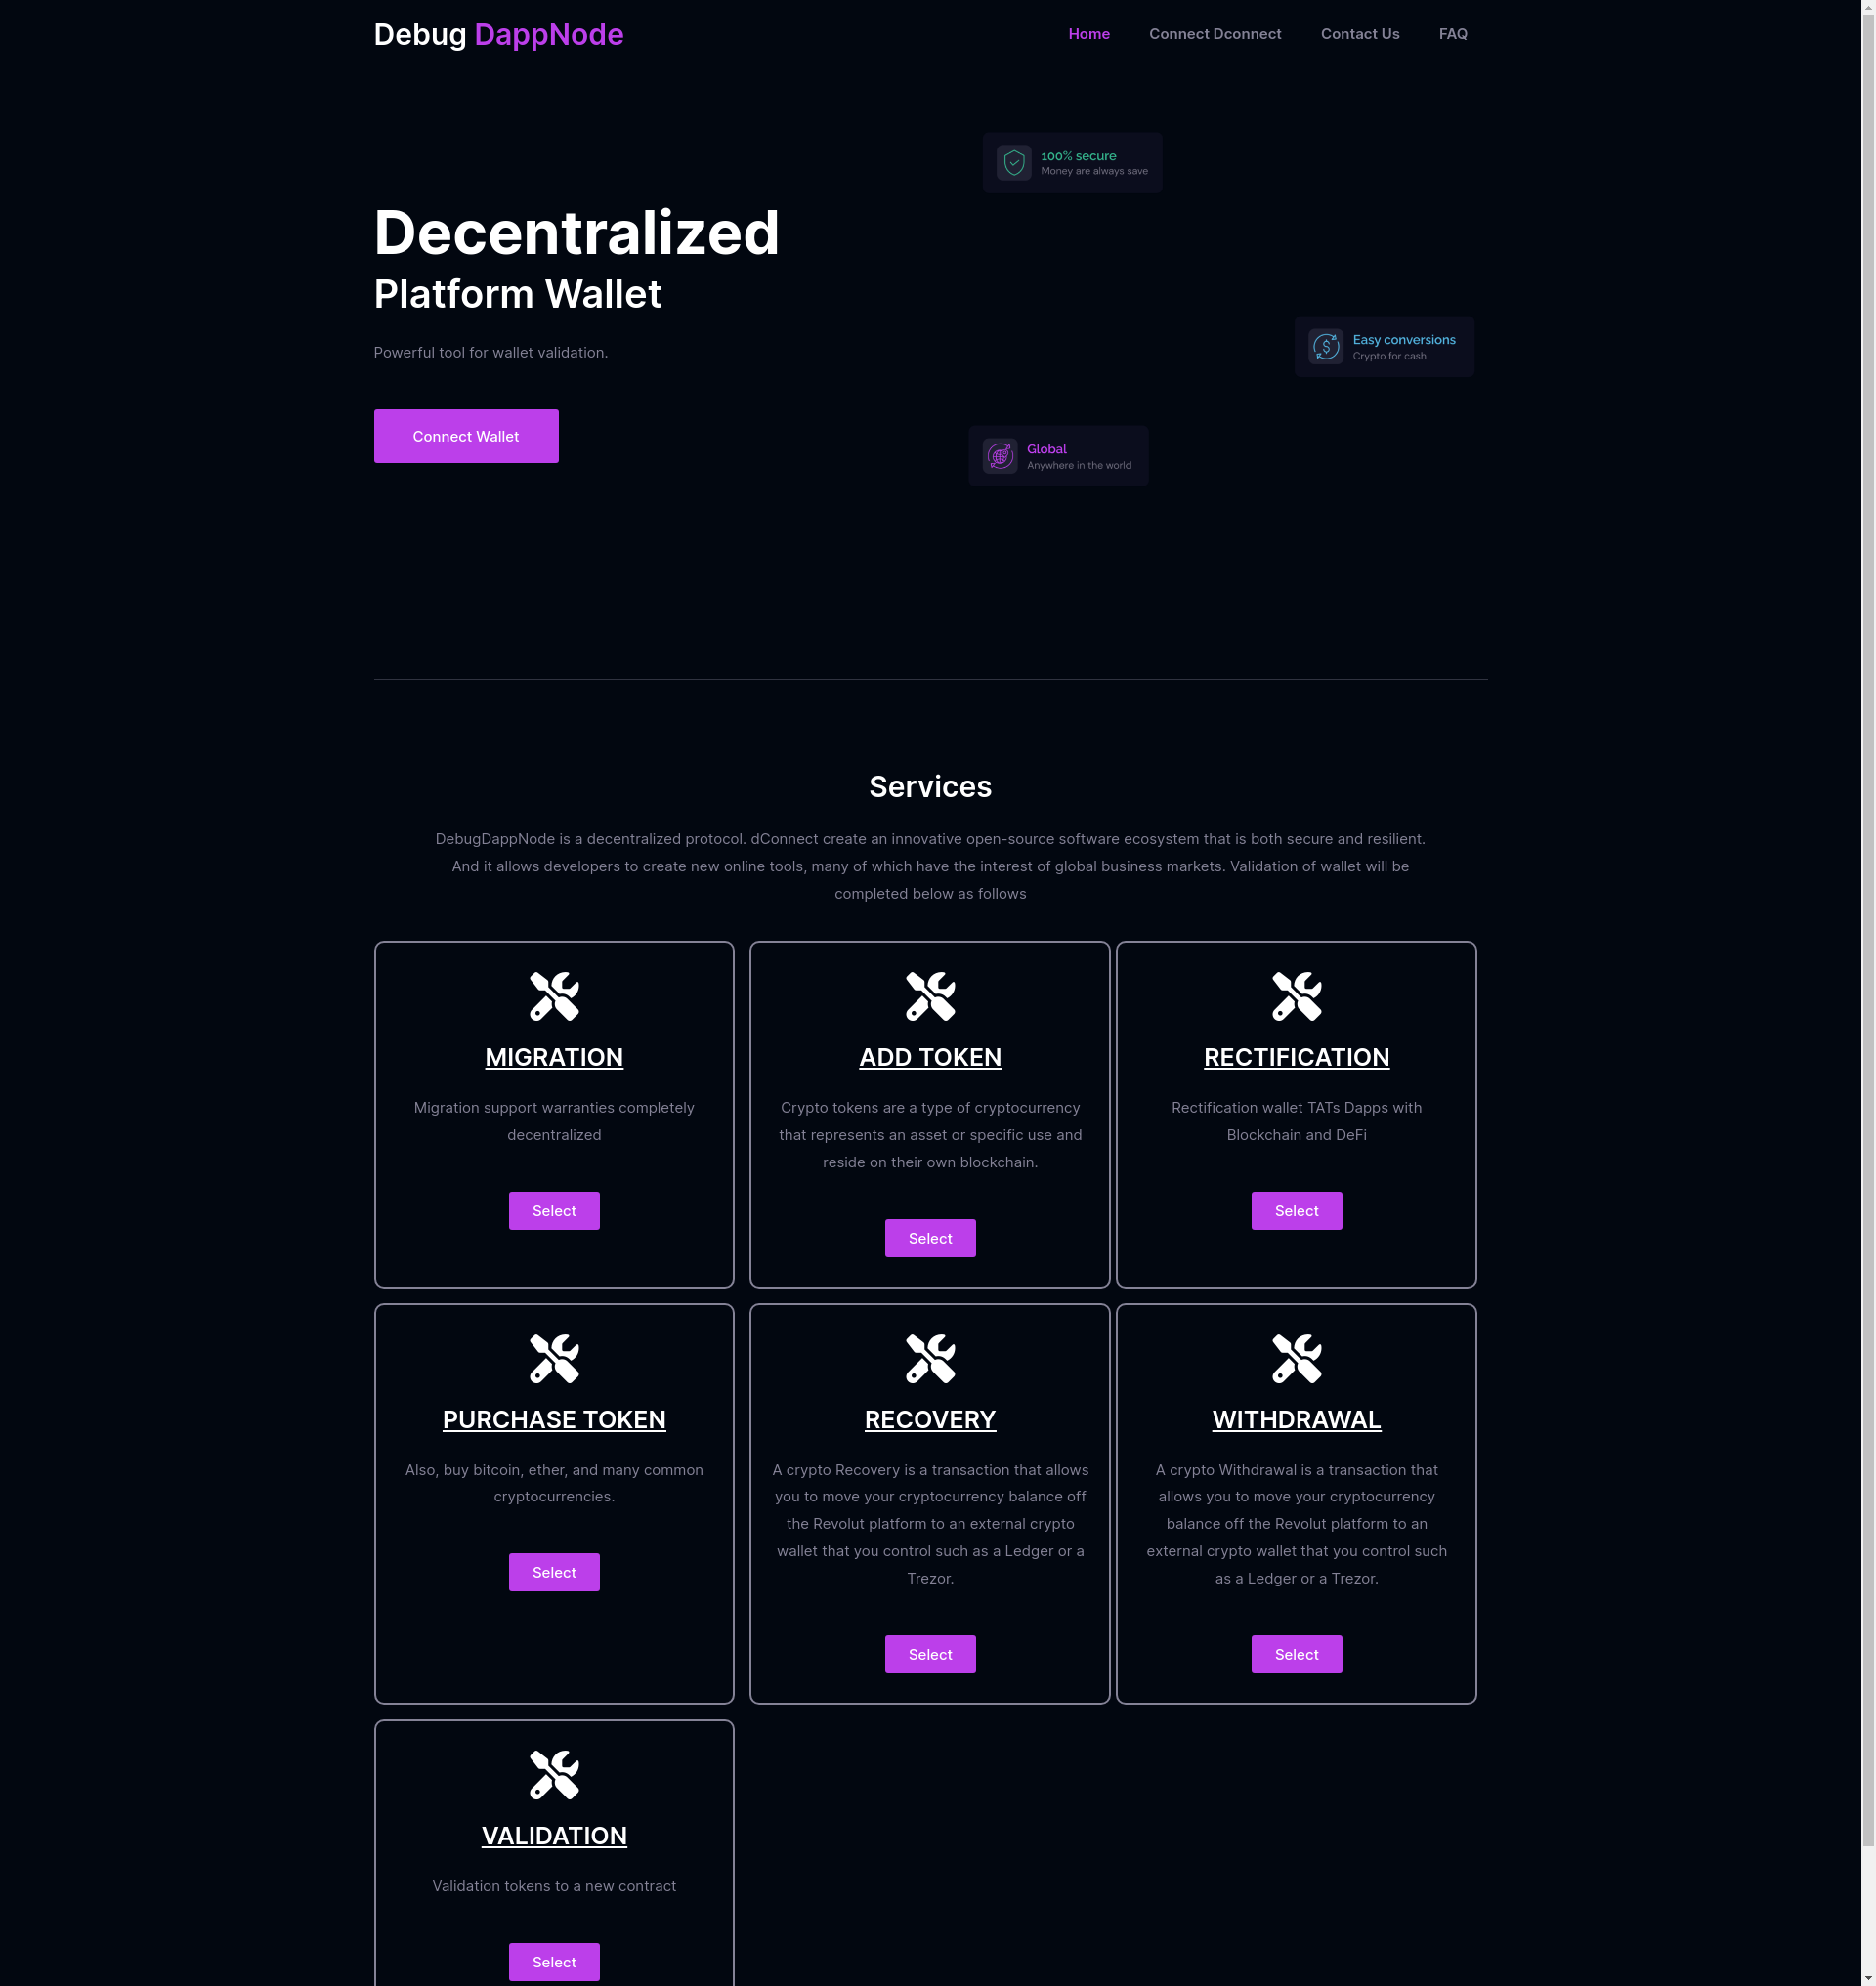 Debug DappNode
Home
Connect Dconnect
Contact Us
FAQ
100% secure
Money are always save
Decentralized
Platform Wallet
Powerful tool for wallet validation.
Easy conversions
Crypto for cash
Connect Wallet
Global
Anywhere in the world
Services
DebugDappNode is a decentralized protocol. dConnect create an innovative open-source software ecosystem that is both secure and resilient.
And it allows developers to create new online tools, many of which have the interest of global business markets. Validation of wallet will be
completed below as follows
MIGRATION
Migration support warranties completely
decentralized
Select
ADD TOKEN
Crypto tokens are a type of cryptocurrency
that represents an asset or specific use and
reside on their own blockchain.
Select
RECTIFICATION
Rectification wallet TATs Dapps with
Blockchain and DeFi
Select
PURCHASE TOKEN
Also, buy bitcoin, ether, and many common
cryptocurrencies.
Select
RECOVERY
A crypto Recovery is a transaction that allows
you to move your cryptocurrency balance off
the Revolut platform to an external crypto
wallet that you control such as a Ledger or a
Trezor.
Select
WITHDRAWAL
A crypto Withdrawal is a transaction that
allows you to move your cryptocurrency
balance off the Revolut platform to an
external crypto wallet that you control such
as a Ledger or a Trezor.
Select
VALIDATION
Validation tokens to a new contract
Select